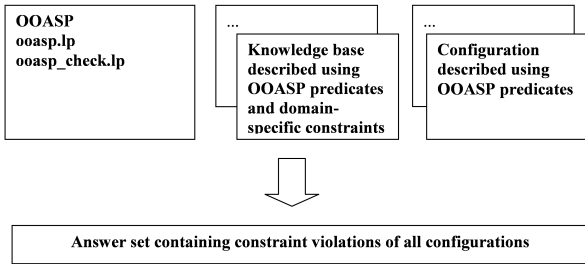 OOASP
ooasp.lp
ooasp_check.lp
...
Knowledge base
described using
OOASP predicates
and domain-
specific constraints
...
Configuration
described using
OOASP predicates
Answer set containing constraint violations of all configurations